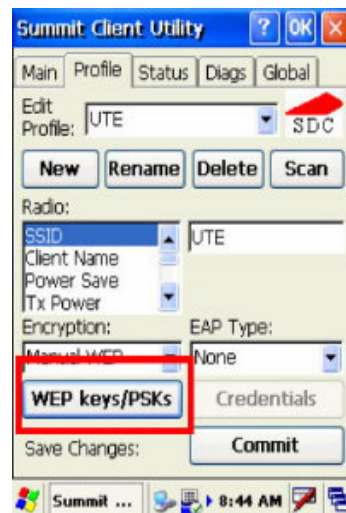 Summit Client Utility ? OK ×
Main Profile Status Diags Global
Edit
Profile: UTE
SDC
New Rename Delete Scan
Radio:
SSID UTE
Client Name
Power Save
Tx Power
Encryption: EAP Type:
Manual WEP None
WEP keys/PSKs Credentials
Save Changes: Commit
Summit ... 8:44 AM